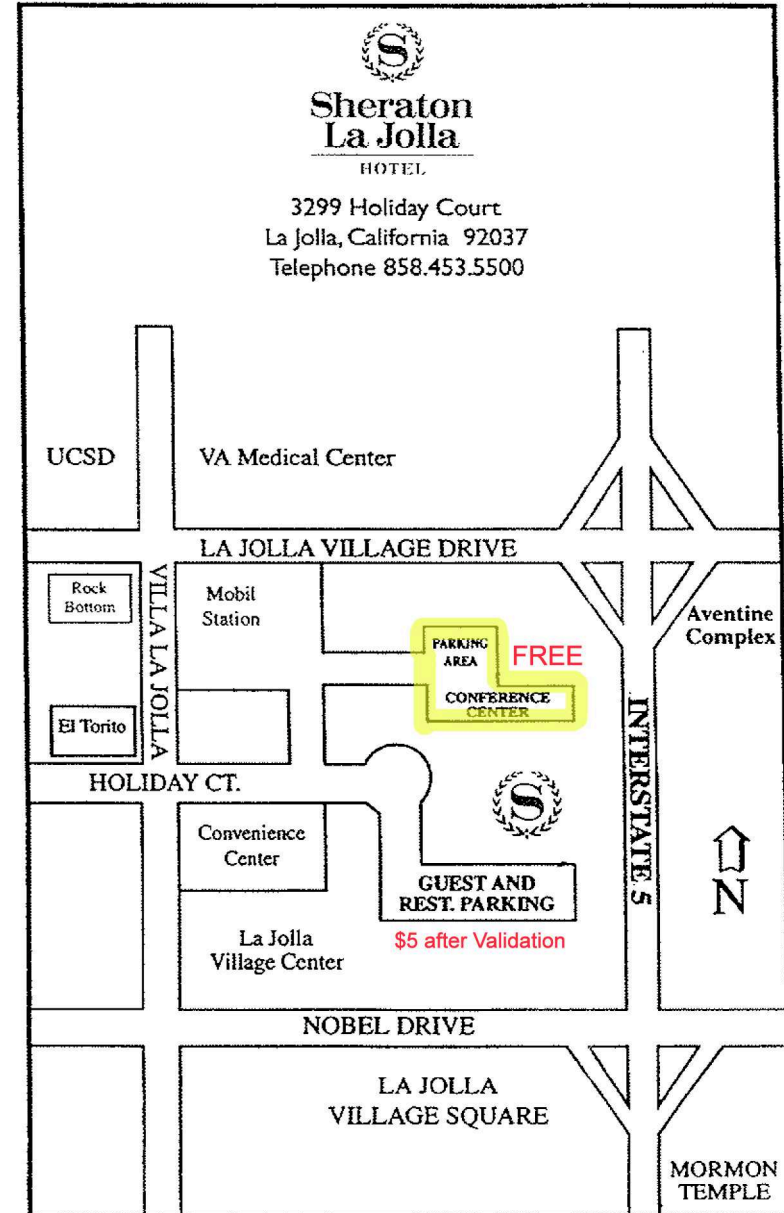 S
Sheraton
La Jolla
HOTEL
3299 Holiday Court
La Jolla, California 92037
Telephone 858.453.5500
UCSD
VA Medical Center
LA JOLLA VILLAGE DRIVE
Rock
Bottom
VILLA LA JOLLA
Mobil
Station
PARKING
AREA
FREE
CONFERENCE
CENTER
Aventine
Complex
El Torito
INTERSTATE 5
HOLIDAY CT.
S
Convenience
Center
GUEST AND
REST. PARKING
N
$5 after Validation
La Jolla
Village Center
NOBEL DRIVE
LA JOLLA
VILLAGE SQUARE
MORMON
TEMPLE